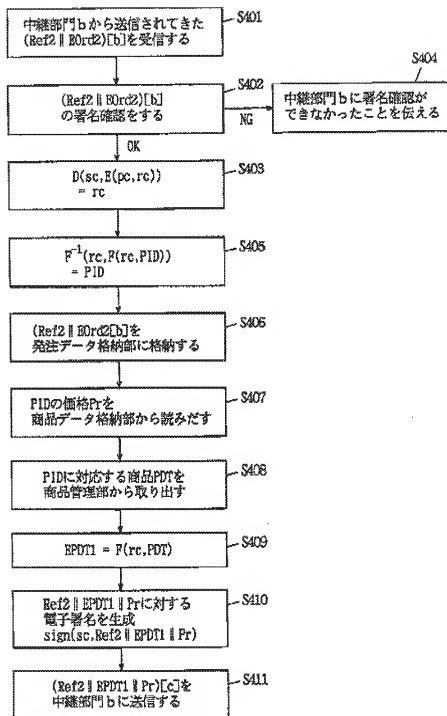 中継部門bから送信されてきた
(Ref2‖EOrd2)[b]を受信する
S401
(Ref2‖EOrd2)[b]
の署名確認をする
S402
NG
中継部門bに署名確認が
できなかったことを伝える
S404
OK
D(sc,E(pc,rc))
= rc
S403
F⁻¹(rc,F(rc,PID))
= PID
S405
(Ref2‖EOrd2[b]を
発注データ格納部に格納する
S406
PIDの価格Prを
商品データ格納部から読みだす
S407
PIDに対応する商品PDTを
商品管理部から取り出す
S408
EPDT1 = F(rc,PDT)
S409
Ref2‖EPDT1‖Prに対する
電子署名を生成
sign(sc,Ref2‖EPDT1‖Pr)
S410
(Ref2‖EPDT1‖Pr)[c]を
中継部門bに送信する
S411